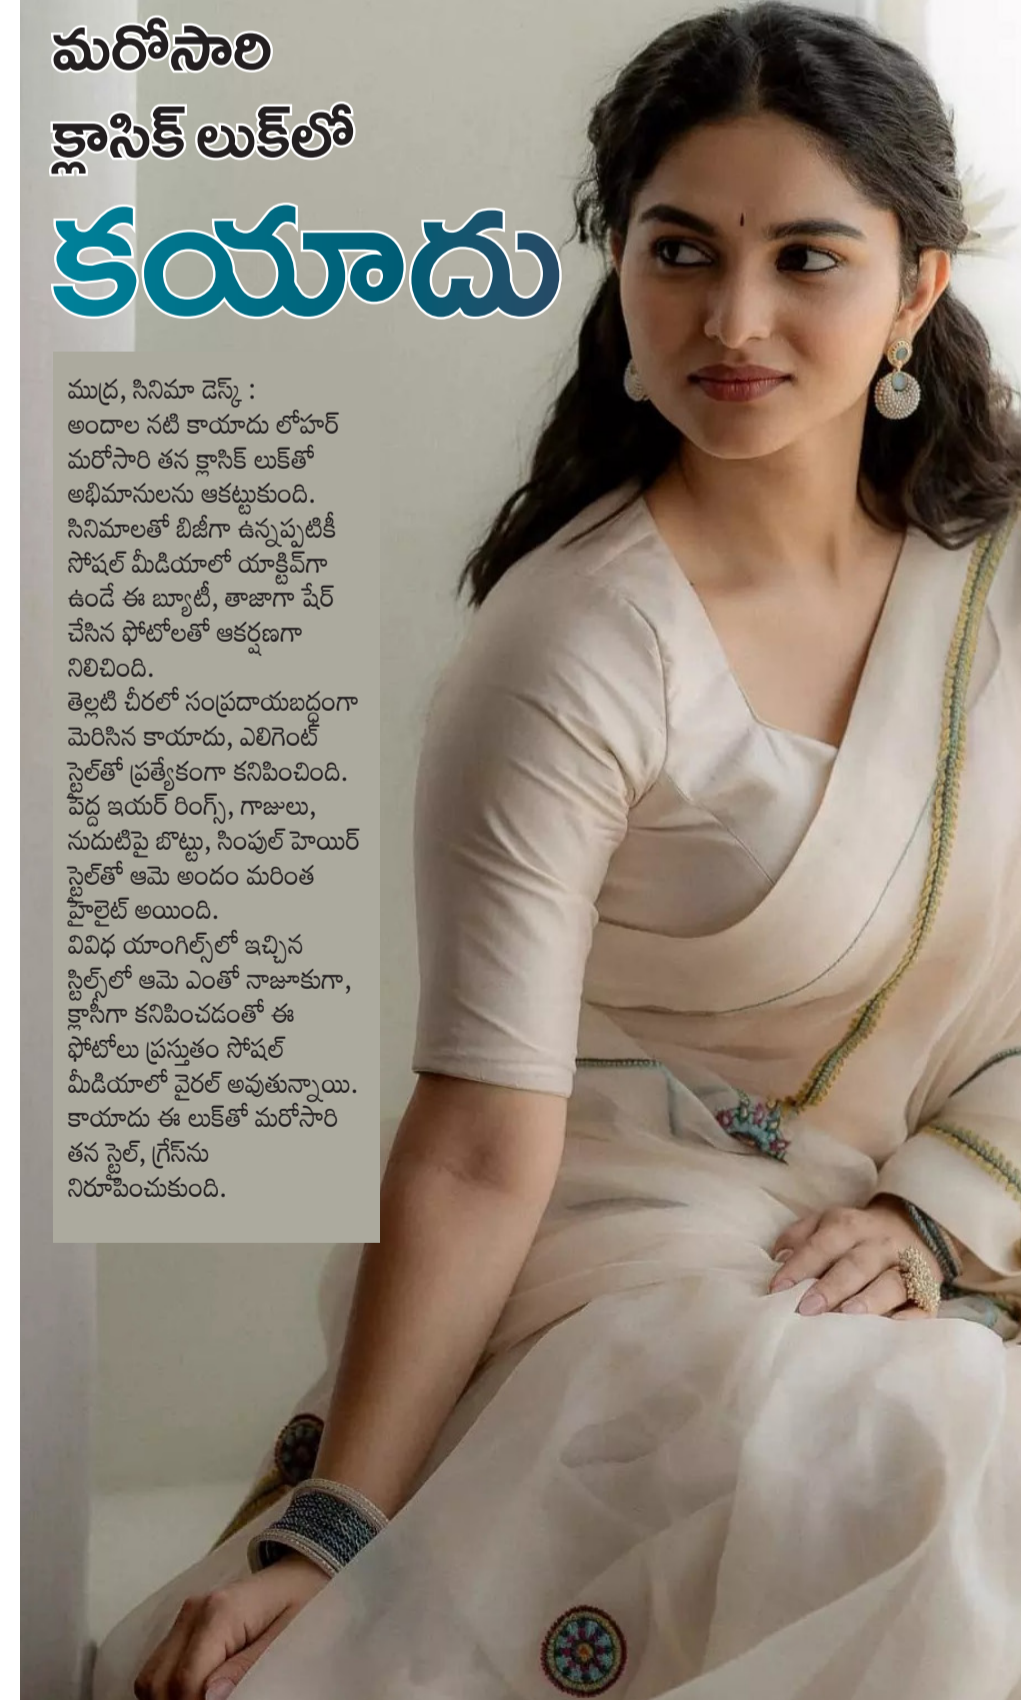 మరోసారి
క్లాసిక్ లుక్‌లో
కయాదు
ముద్ర, సినిమా డెస్క్ :
అందాల నటి కాయాదు లోహర్
మరోసారి తన క్లాసిక్ లుక్‌తో
అభిమానులను ఆకట్టుకుంది.
సినిమాలతో బిజీగా ఉన్నప్పటికీ
సోషల్ మీడియాలో యాక్టివ్‌గా
ఉండే ఈ బ్యూటీ, తాజాగా షేర్
చేసిన ఫోటోలతో ఆకర్షణగా
నిలిచింది.
తెల్లటి చీరలో సంప్రదాయబద్ధంగా
మెరిసిన కాయాదు, ఎలిగెంట్
స్టైల్‌తో ప్రత్యేకంగా కనిపించింది.
పెద్ద ఇయర్ రింగ్స్, గాజులు,
నుదుటిపై బొట్టు, సింపుల్ హెయిర్
స్టైల్‌తో ఆమె అందం మరింత
హైలైట్ అయింది.
వివిధ యాంగిల్స్‌లో ఇచ్చిన
స్టిల్స్‌లో ఆమె ఎంతో నాజూకుగా,
క్లాసీగా కనిపించడంతో ఈ
ఫోటోలు ప్రస్తుతం సోషల్
మీడియాలో వైరల్ అవుతున్నాయి.
కాయాదు ఈ లుక్‌తో మరోసారి
తన స్టైల్, గ్రేస్‌ను
నిరూపించుకుంది.